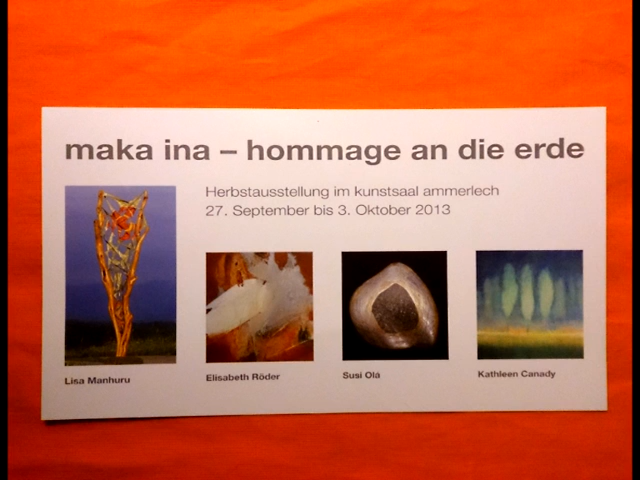 maka ina – hommage an die erde
Herbstausstellung im kunstsaal ammerlech
27. September bis 3. Oktober 2013
Lisa Manhuru
Elisabeth Röder
Susi Olá
Kathleen Canady